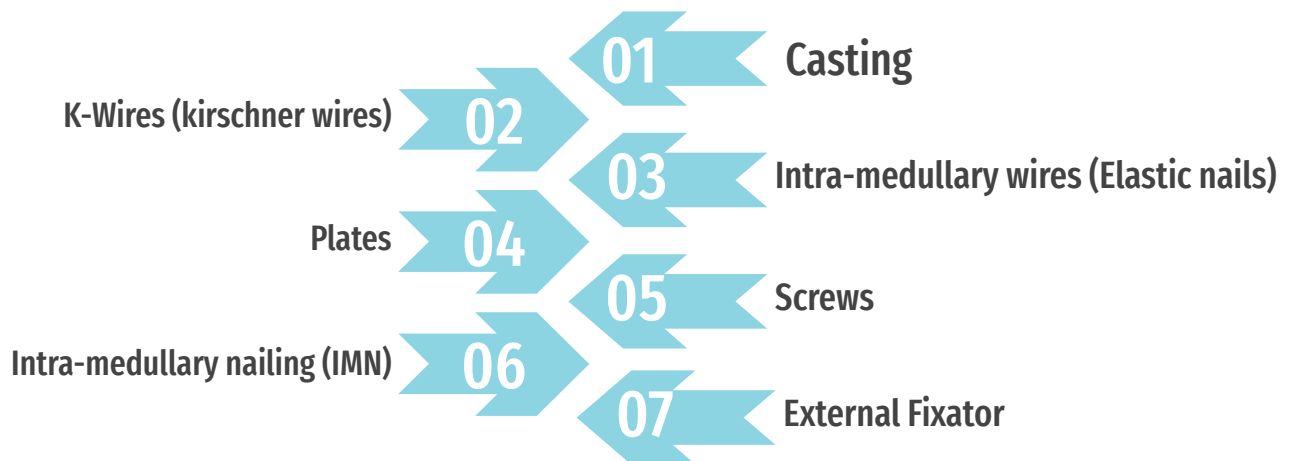 01 Casting
K-Wires (kirschner wires) 02
03 Intra-medullary wires (Elastic nails)
Plates 04
05 Screws
Intra-medullary nailing (IMN) 06
07 External Fixator